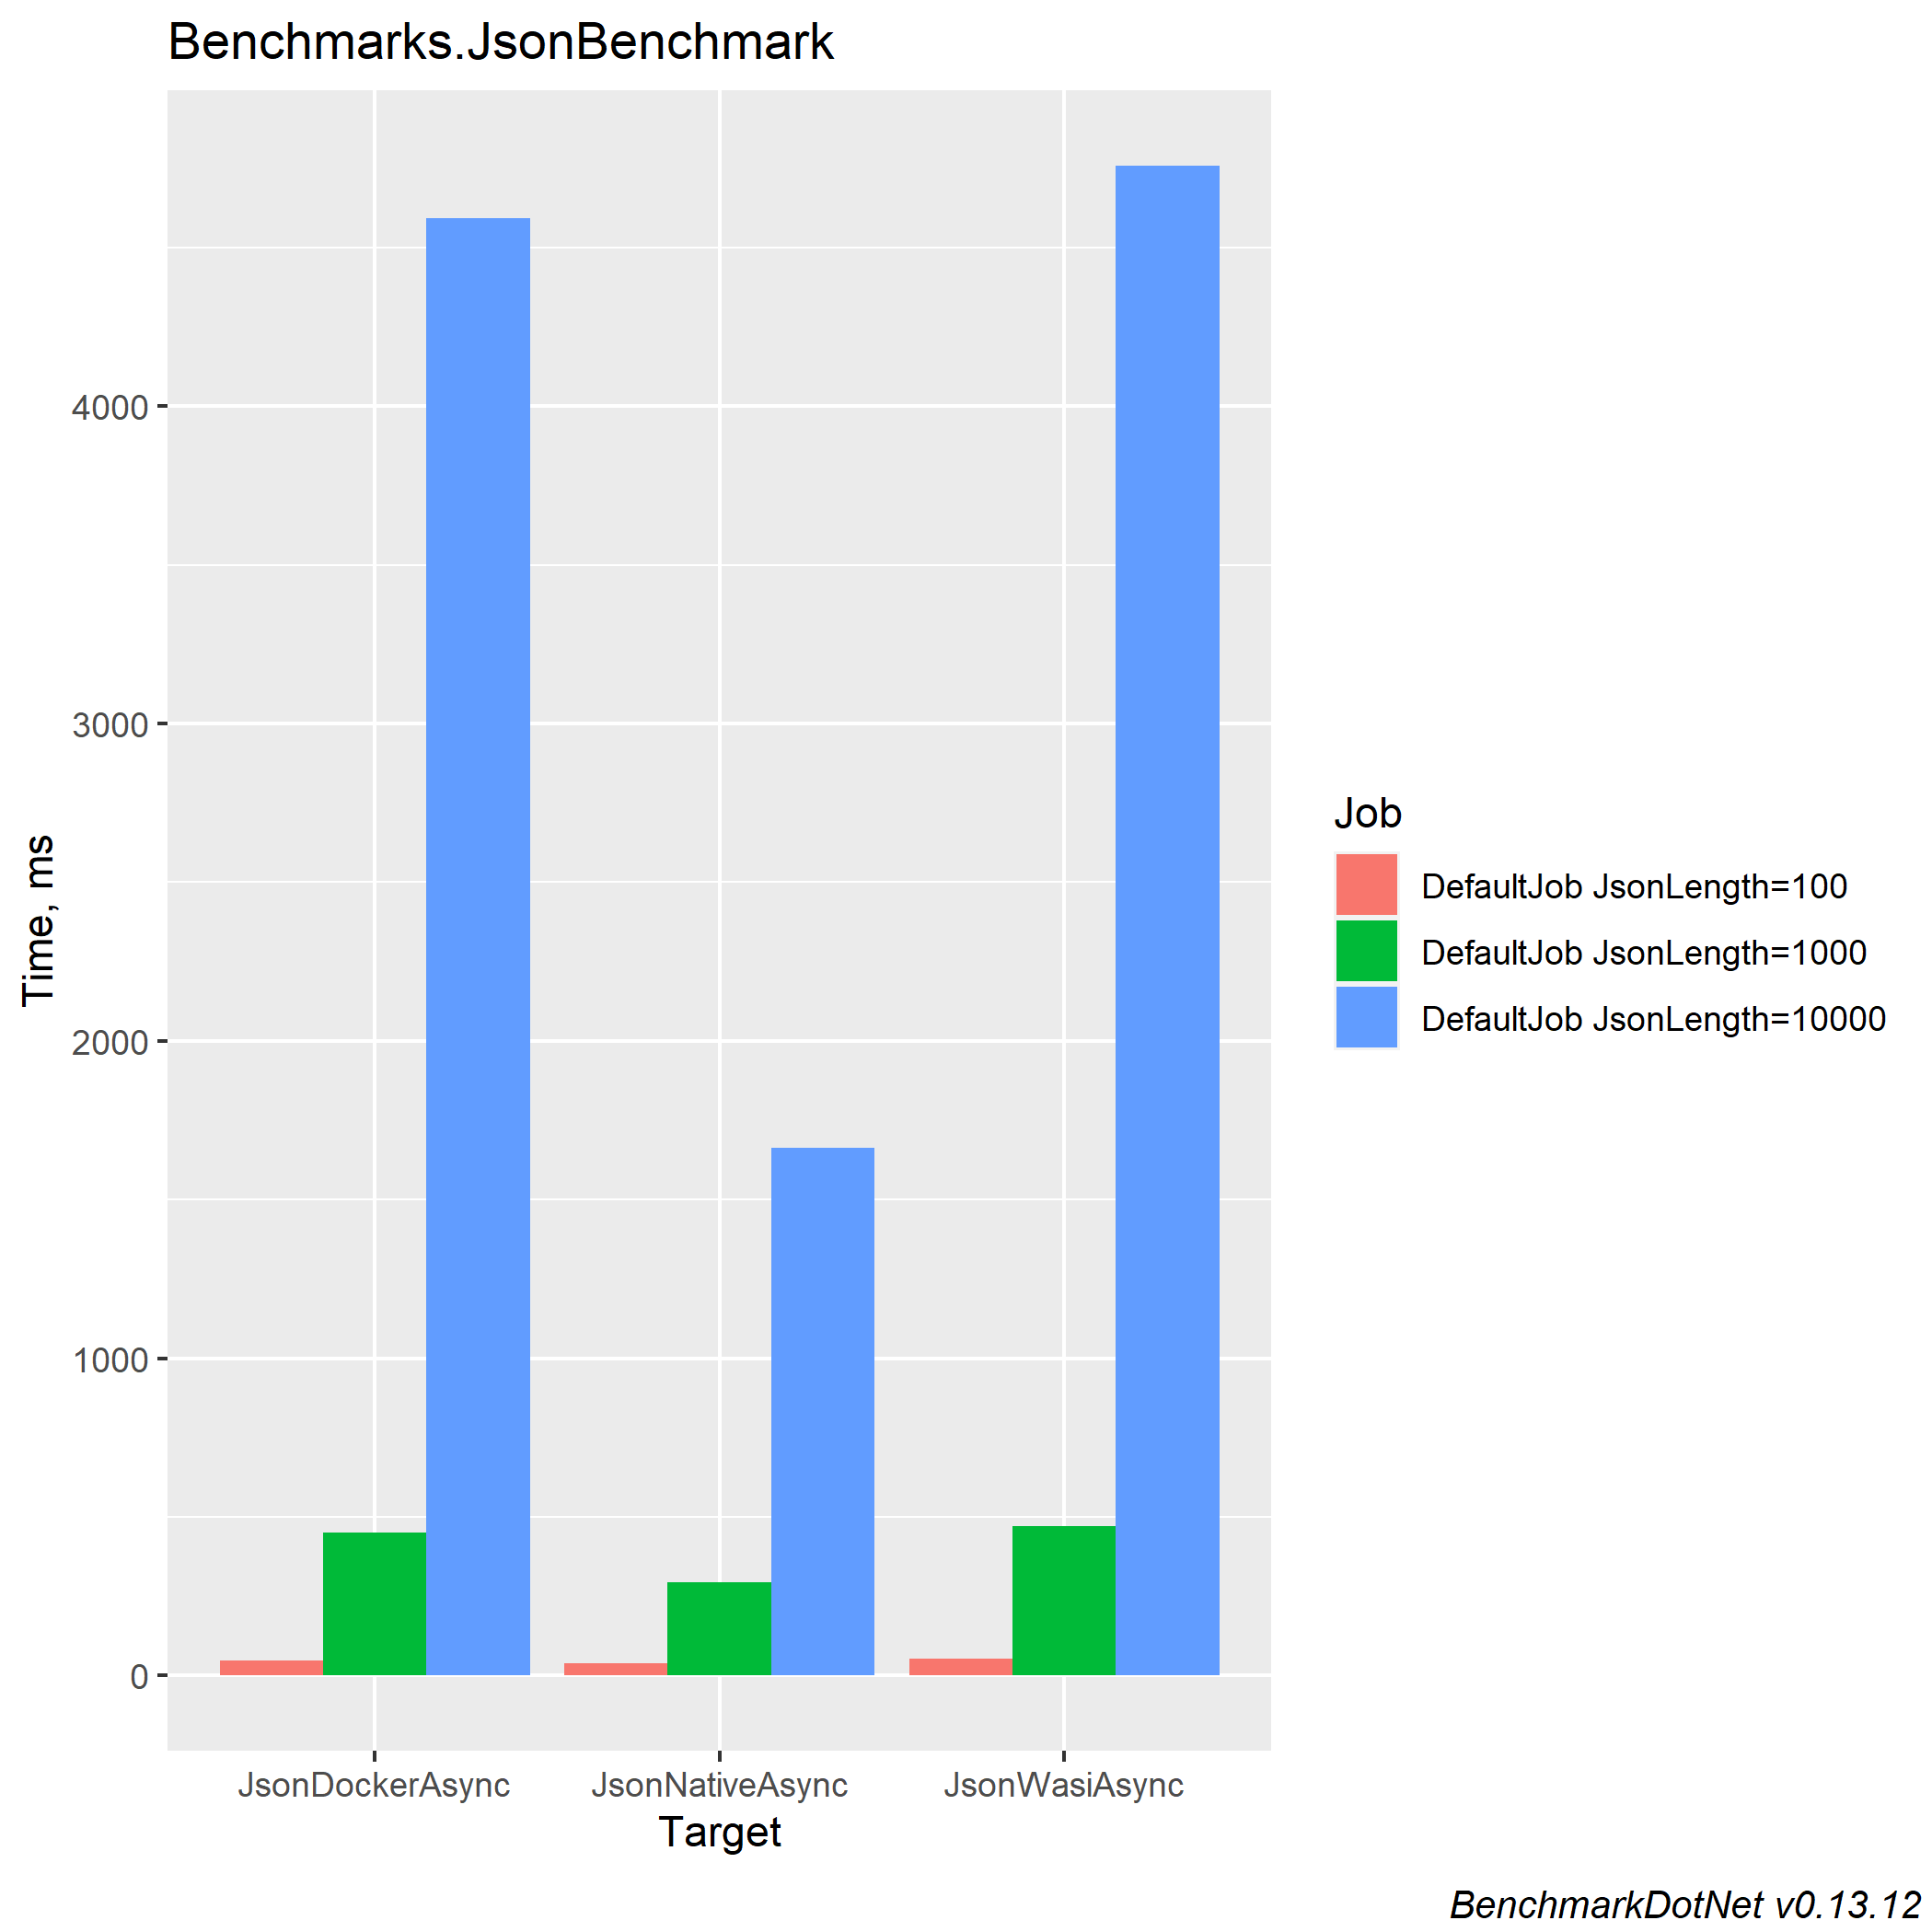 Benchmarks.JsonBenchmark
Time, ms
4000
3000
2000
1000
0
JsonDockerAsync JsonNativeAsync JsonWasiAsync
Target
Job
DefaultJob JsonLength=100
DefaultJob JsonLength=1000
DefaultJob JsonLength=10000
BenchmarkDotNet v0.13.12